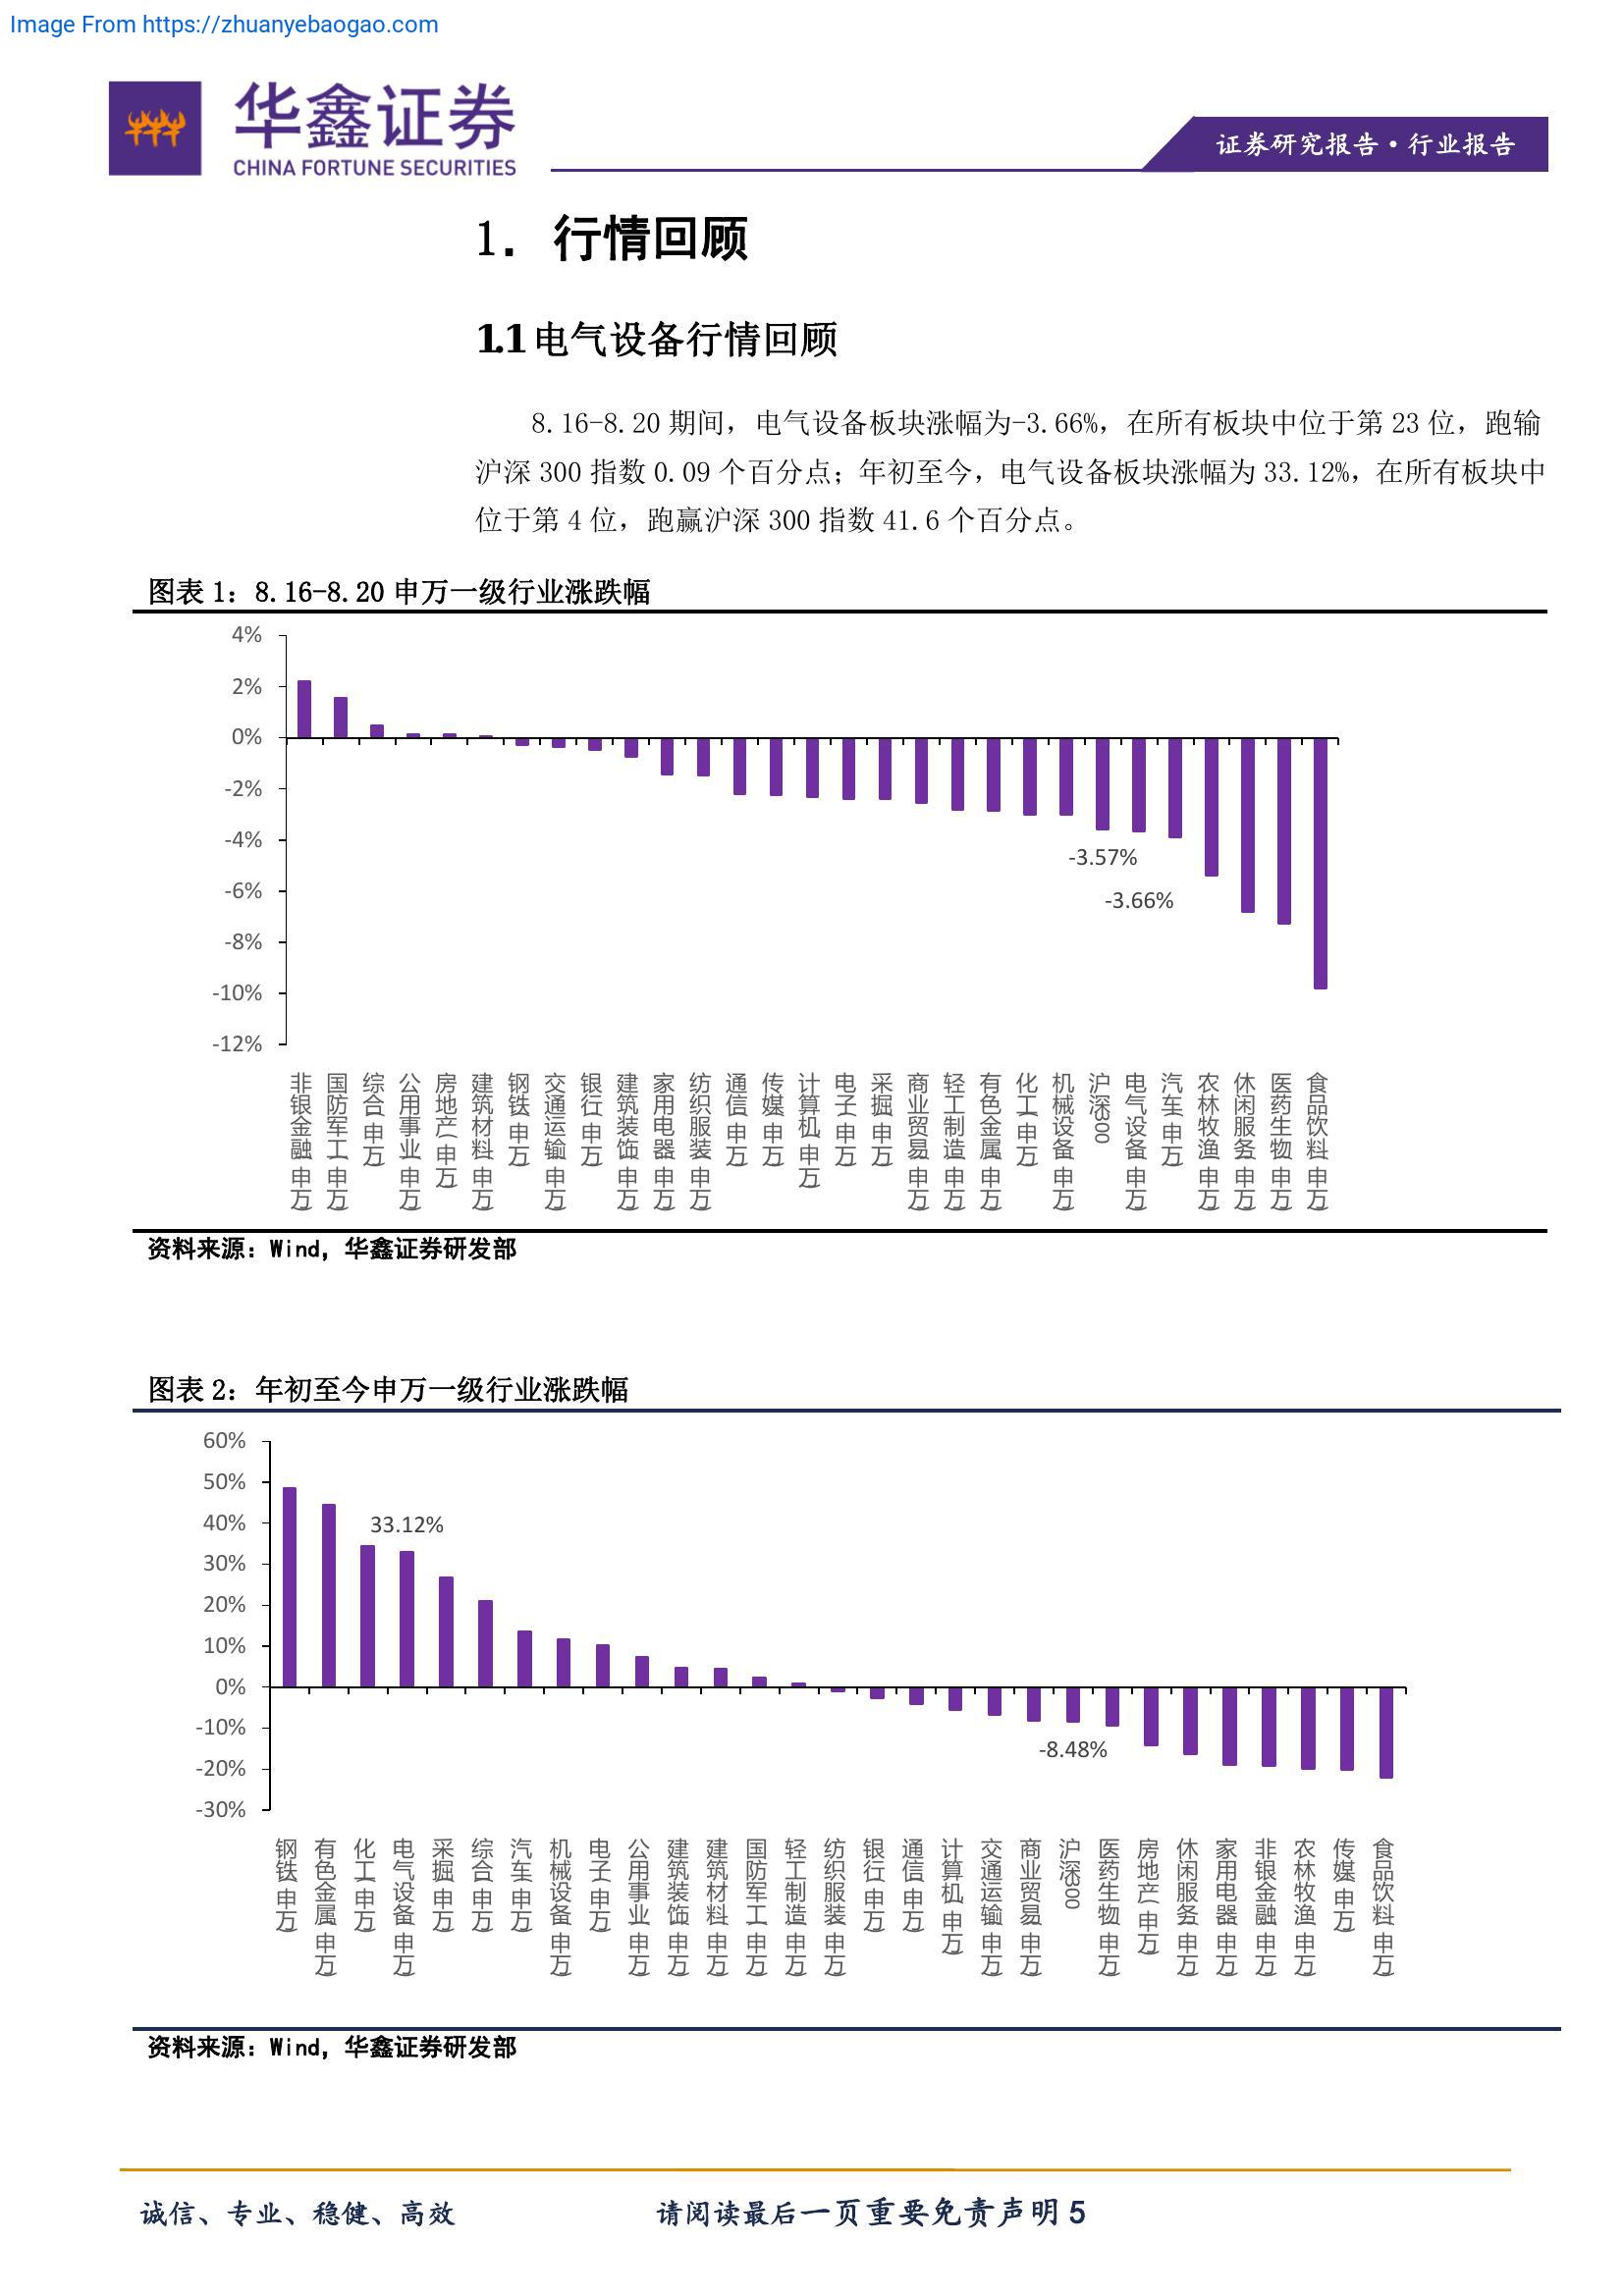 Image From https://zhuanyebaogao.com
华鑫证券
CHINA FORTUNE SECURITIES
证券研究报告·行业报告
1. 行情回顾
1.1 电气设备行情回顾
8.16-8.20 期间，电气设备板块涨幅为-3.66%，在所有板块中位于第 23 位，跑输
沪深 300 指数 0.09 个百分点；年初至今，电气设备板块涨幅为 33.12%，在所有板块中
位于第 4 位，跑赢沪深 300 指数 41.6 个百分点。
图表 1：8.16-8.20 申万一级行业涨跌幅
4%
2%
0%
-2%
-4%
-6%
-8%
-10%
-12%
-3.57%
-3.66%
非银金融(申万)
国防军工(申万)
综合(申万)
公用事业(申万)
房地产(申万)
建筑材料(申万)
钢铁(申万)
交通运输(申万)
银行(申万)
建筑装饰(申万)
家用电器(申万)
纺织服装(申万)
通信(申万)
传媒(申万)
计算机(申万)
电子(申万)
采掘(申万)
商业贸易(申万)
轻工制造(申万)
有色金属(申万)
化工(申万)
机械设备(申万)
沪深300
电气设备(申万)
汽车(申万)
农林牧渔(申万)
休闲服务(申万)
医药生物(申万)
食品饮料(申万)
资料来源：Wind，华鑫证券研发部
图表 2：年初至今申万一级行业涨跌幅
60%
50%
40%
30%
20%
10%
0%
-10%
-20%
-30%
33.12%
-8.48%
钢铁(申万)
有色金属(申万)
化工(申万)
电气设备(申万)
采掘(申万)
综合(申万)
汽车(申万)
机械设备(申万)
电子(申万)
公用事业(申万)
建筑装饰(申万)
建筑材料(申万)
国防军工(申万)
轻工制造(申万)
纺织服装(申万)
银行(申万)
通信(申万)
计算机(申万)
交通运输(申万)
商业贸易(申万)
沪深300
医药生物(申万)
房地产(申万)
休闲服务(申万)
家用电器(申万)
非银金融(申万)
农林牧渔(申万)
传媒(申万)
食品饮料(申万)
资料来源：Wind，华鑫证券研发部
诚信、专业、稳健、高效
请阅读最后一页重要免责声明 5